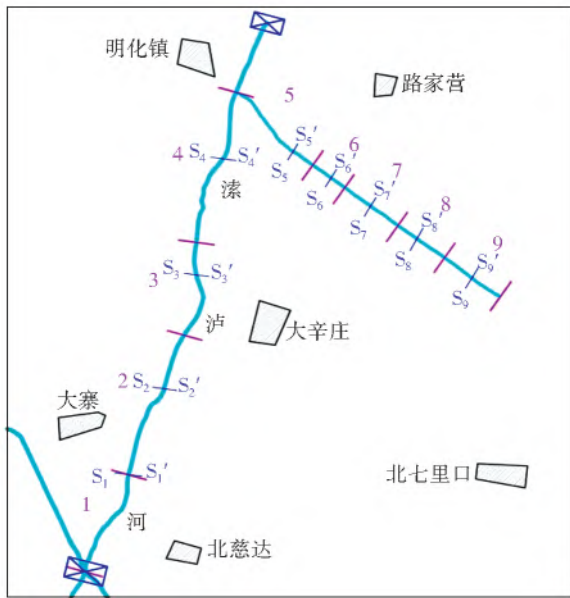 明化镇
路家营
5
6
7
8
9
S₅'
S₅
S₆'
S₆
S₇'
S₇
S₈'
S₈
S₉'
S₉
4 S₄ S₄'
溹
3 S₃ S₃'
泸
大辛庄
2 S₂ S₂'
大寨
S₁ S₁'
1
河
北慈达
北七里口